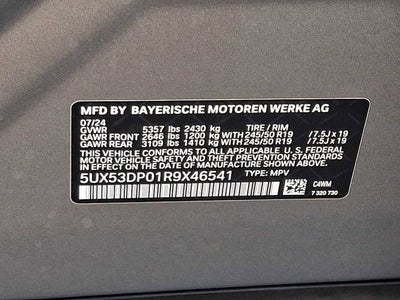 MFD BY BAYERISCHE MOTOREN WERKE AG
07/24
GVWR 5357 lbs 2430 kg TIRE / RIM
GAWR FRONT 2646 lbs 1200 kg WITH 245/50 R19 / 7.5J x 19
GAWR REAR 3109 lbs 1410 kg WITH 245/50 R19 / 7.5J x 19
THIS VEHICLE CONFORMS TO ALL APPLICABLE U.S. FEDERAL
MOTOR VEHICLE SAFETY, BUMPER, AND THEFT
PREVENTION STANDARDS IN EFFECT ON THE
DATE OF MANUFACTURE SHOWN ABOVE.
5UX53DP01R9X46541 TYPE: MPV
C4WM
7 320 730